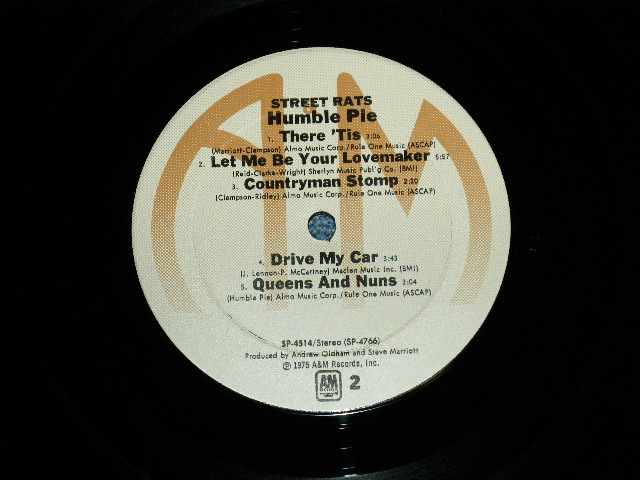 STREET RATS
Humble Pie
1. There 'Tis 3:06
(Marriott-Clempson) Almo Music Corp./Rule One Music (ASCAP)
2. Let Me Be Your Lovemaker 5:57
(Reid-Clarke-Wright) Sherlyn Music Publ'g Co. (BMI)
3. Countryman Stomp 2:20
(Clempson-Ridley) Almo Music Corp./Rule One Music (ASCAP)
4. Drive My Car 3:43
(J. Lennon-P. McCartney) Maclen Music Inc. (BMI)
5. Queens And Nuns 3:04
(Humble Pie) Almo Music Corp./Rule One Music (ASCAP)
SP-4514/Stereo (SP-4766)
Produced by Andrew Oldham and Steve Marriott
℗ 1975 A&M Records, Inc.
A&M RECORDS 2